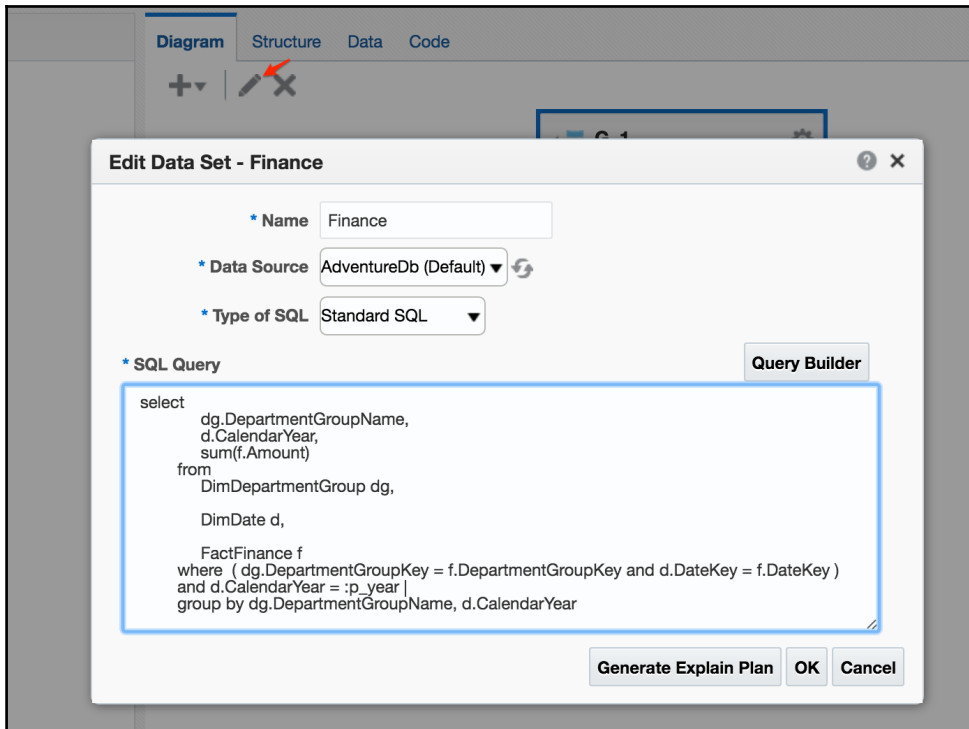 Diagram Structure Data Code
G_1
Edit Data Set - Finance
* Name Finance
* Data Source AdventureDb (Default)
* Type of SQL Standard SQL
* SQL Query Query Builder
select
dg.DepartmentGroupName,
d.CalendarYear,
sum(f.Amount)
from
DimDepartmentGroup dg,
DimDate d,
FactFinance f
where ( dg.DepartmentGroupKey = f.DepartmentGroupKey and d.DateKey = f.DateKey )
and d.CalendarYear = :p_year
group by dg.DepartmentGroupName, d.CalendarYear
Generate Explain Plan OK Cancel